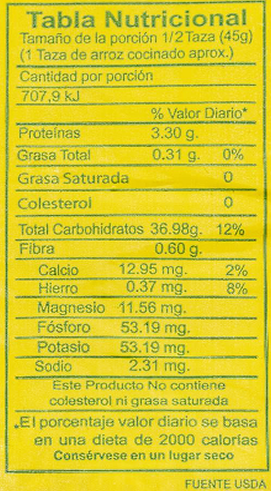 Tabla Nutricional
Tamaño de la porción 1/2 Taza (45g)
(1 Taza de arroz cocinado aprox.)
Cantidad por porción
707,9 kJ
% Valor Diario*
Proteínas 3.30 g.
Grasa Total 0.31 g. 0%
Grasa Saturada 0
Colesterol 0
Total Carbohidratos 36.98g. 12%
Fibra 0.60 g.
Calcio 12.95 mg. 2%
Hierro 0.37 mg. 8%
Magnesio 11.56 mg.
Fósforo 53.19 mg.
Potasio 53.19 mg.
Sodio 2.31 mg.
Este Producto No contiene
colesterol ni grasa saturada
*El porcentaje valor diario se basa
en una dieta de 2000 calorías
Consérvese en un lugar seco
FUENTE USDA